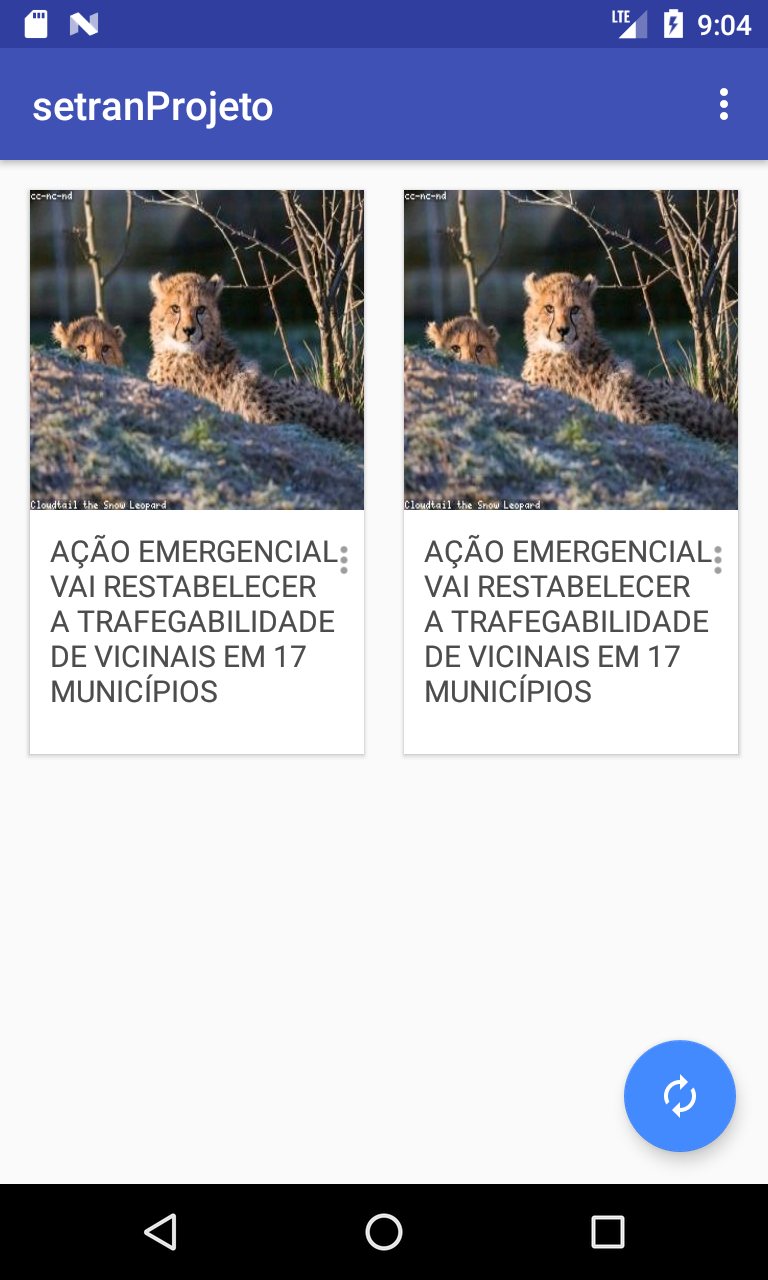 LTE 9:04
setranProjeto
cc-nc-nd
Cloudtail the Snow Leopard
AÇÃO EMERGENCIAL
VAI RESTABELECER
A TRAFEGABILIDADE
DE VICINAIS EM 17
MUNICÍPIOS
cc-nc-nd
Cloudtail the Snow Leopard
AÇÃO EMERGENCIAL
VAI RESTABELECER
A TRAFEGABILIDADE
DE VICINAIS EM 17
MUNICÍPIOS